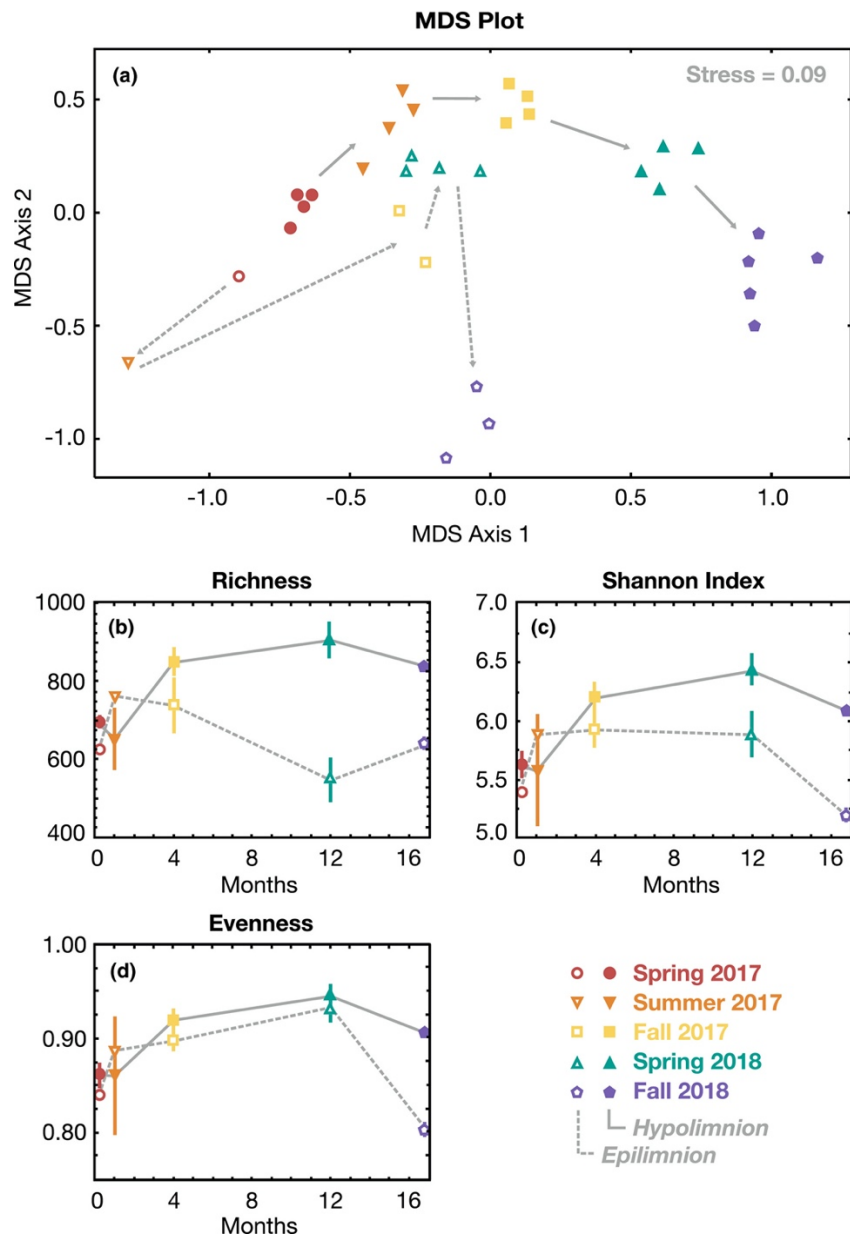 MDS Plot
(a)
Stress = 0.09
0.5
0.0
-0.5
-1.0
MDS Axis 2
-1.0 -0.5 0.0 0.5 1.0
MDS Axis 1
Richness
(b)
1000
800
600
400
0 4 8 12 16
Months
Shannon Index
(c)
7.0
6.5
6.0
5.5
5.0
0 4 8 12 16
Months
Evenness
(d)
1.00
0.90
0.80
0 4 8 12 16
Months
Spring 2017
Summer 2017
Fall 2017
Spring 2018
Fall 2018
Hypolimnion
Epilimnion